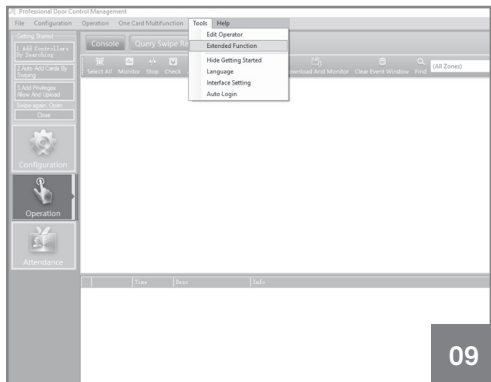 Professional Door Control Management
File Configuration Operation One Card Multifunction Tools Help
Edit Operator
Extended Function
Hide Getting Started
Language
Interface Setting
Auto Login
Getting Started
1.Add Controllers
By Searching
2.Auto Add Cards By
Swiping
3.Add Privileges
Allow And Upload
Swipe again, Open
Close
Configuration
Operation
Attendance
Console Query Swipe Re
Select All Monitor Stop Check
ownload And Monitor Clear Event Window Find (All Zones)
Time Desc Info
09